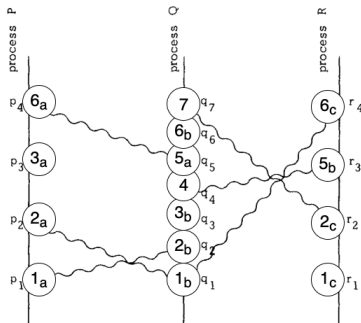 process P
process Q
process R
p4 6a 7 q7 6c r4
6b q6
p3 3a 5a q5 5b r3
4 q4
p2 2a 3b q3 2c r2
2b q2
p1 1a 1b q1 1c r1